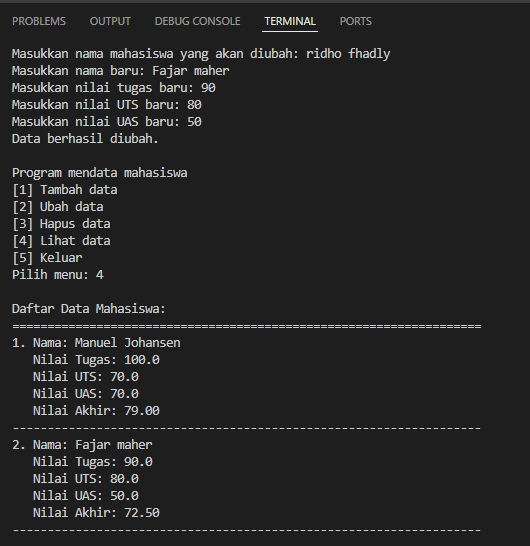 PROBLEMS OUTPUT DEBUG CONSOLE TERMINAL PORTS
Masukkan nama mahasiswa yang akan diubah: ridho fhadly
Masukkan nama baru: Fajar maher
Masukkan nilai tugas baru: 90
Masukkan nilai UTS baru: 80
Masukkan nilai UAS baru: 50
Data berhasil diubah.

Program mendata mahasiswa
[1] Tambah data
[2] Ubah data
[3] Hapus data
[4] Lihat data
[5] Keluar
Pilih menu: 4

Daftar Data Mahasiswa:
===================================================================
1. Nama: Manuel Johansen
   Nilai Tugas: 100.0
   Nilai UTS: 70.0
   Nilai UAS: 70.0
   Nilai Akhir: 79.00
-------------------------------------------------------------------
2. Nama: Fajar maher
   Nilai Tugas: 90.0
   Nilai UTS: 80.0
   Nilai UAS: 50.0
   Nilai Akhir: 72.50
-------------------------------------------------------------------